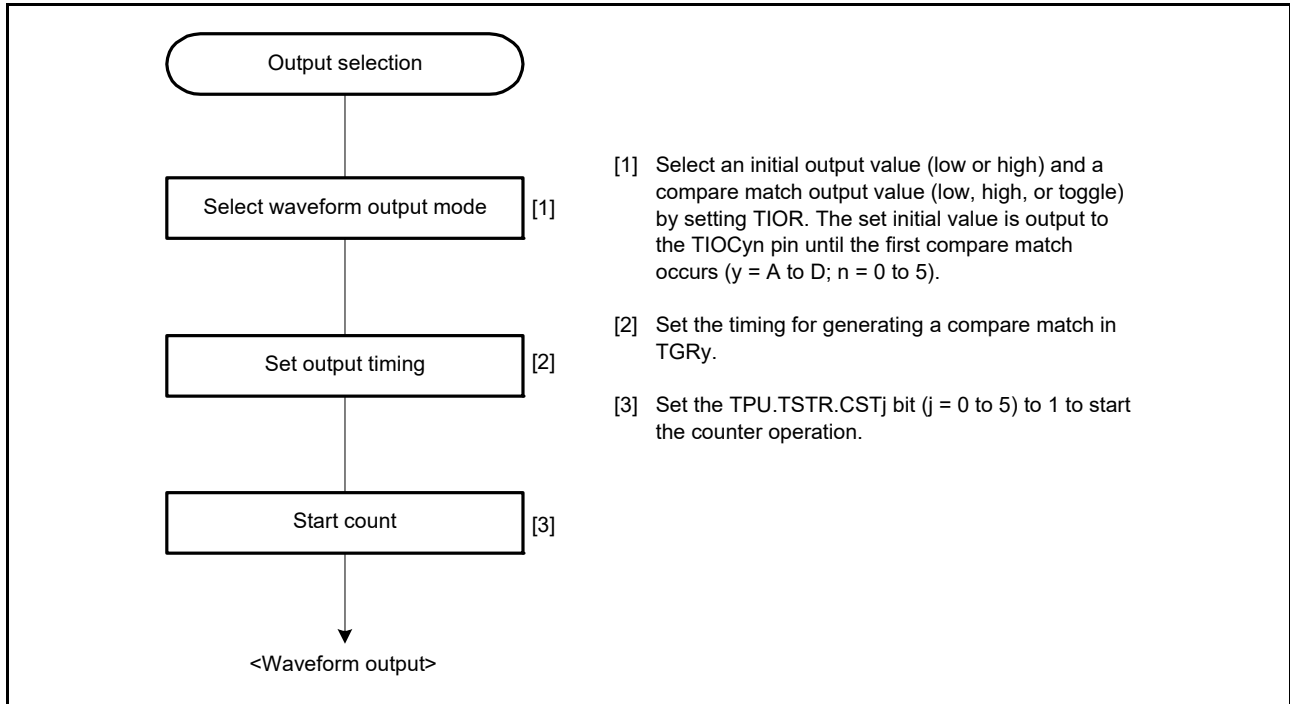 Output selection
Select waveform output mode
[1]
Set output timing
[2]
Start count
[3]
<Waveform output>
[1] Select an initial output value (low or high) and a
compare match output value (low, high, or toggle)
by setting TIOR. The set initial value is output to
the TIOCyn pin until the first compare match
occurs (y = A to D; n = 0 to 5).
[2] Set the timing for generating a compare match in
TGRy.
[3] Set the TPU.TSTR.CSTj bit (j = 0 to 5) to 1 to start
the counter operation.